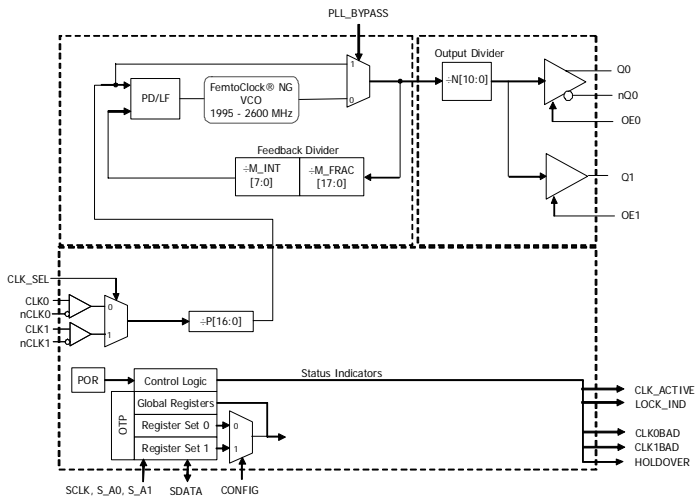 PLL_BYPASS
Output Divider
÷N[10:0]
Q0
nQ0
OE0
Q1
OE1
1
0
PD/LF
FemtoClock® NG
VCO
1995 - 2600 MHz
Feedback Divider
÷M_INT
[7:0]
÷M_FRAC
[17:0]
CLK_SEL
CLK0
nCLK0
CLK1
nCLK1
0
1
÷P[16:0]
POR
Control Logic
Status Indicators
Global Registers
OTP
Register Set 0
Register Set 1
0
1
CLK_ACTIVE
LOCK_IND
CLK0BAD
CLK1BAD
HOLDOVER
SCLK, S_A0, S_A1
SDATA
CONFIG